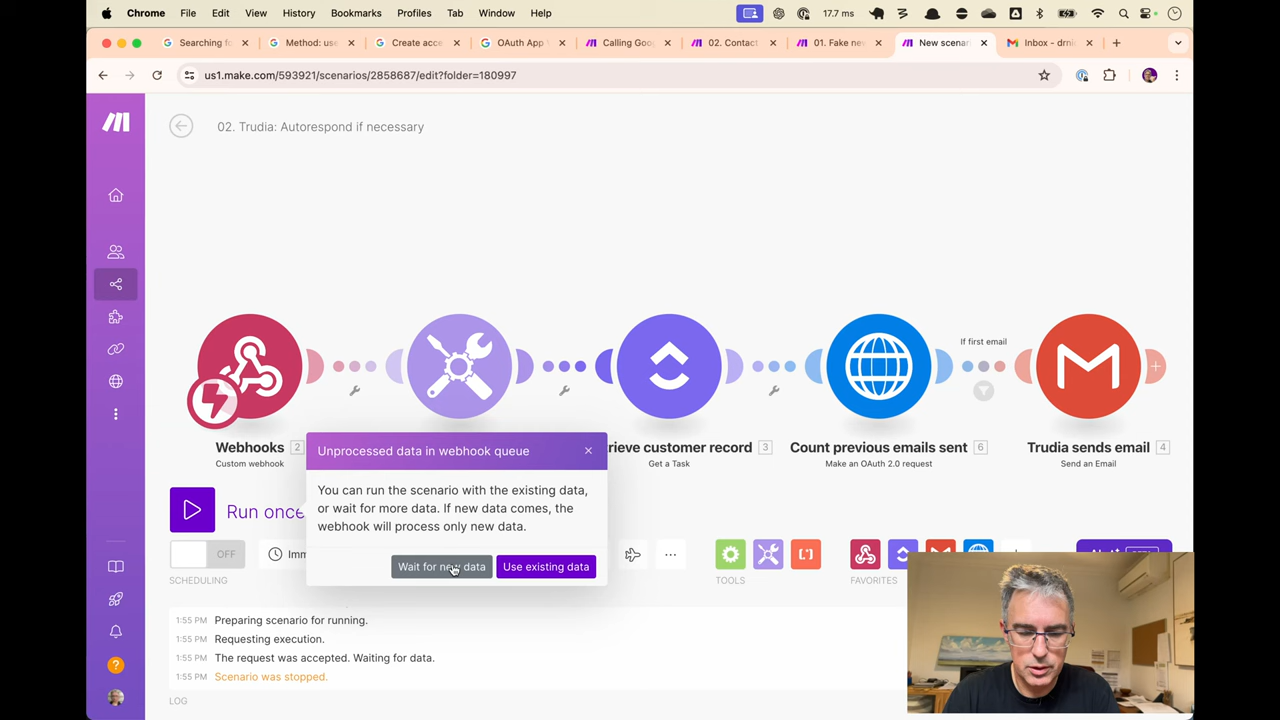 Chrome File Edit View History Bookmarks Profiles Tab Window Help 17.7 ms
Searching fo
Method: use
Create acce
OAuth App V
Calling Goo
02. Contact
01. Fake nev
New scenar
Inbox - drni
us1.make.com/593921/scenarios/2858687/edit?folder=180997
02. Trudia: Autorespond if necessary
If first email
Webhooks 2
Custom webhook
trieve customer record 3
Get a Task
Count previous emails sent 6
Make an OAuth 2.0 request
Trudia sends email 4
Send an Email
Unprocessed data in webhook queue
You can run the scenario with the existing data,
or wait for more data. If new data comes, the
webhook will process only new data.
Wait for new data
Use existing data
Run once
OFF
Imm
SCHEDULING
TOOLS
FAVORITES
1:55 PM Preparing scenario for running.
1:55 PM Requesting execution.
1:55 PM The request was accepted. Waiting for data.
1:55 PM Scenario was stopped.
LOG